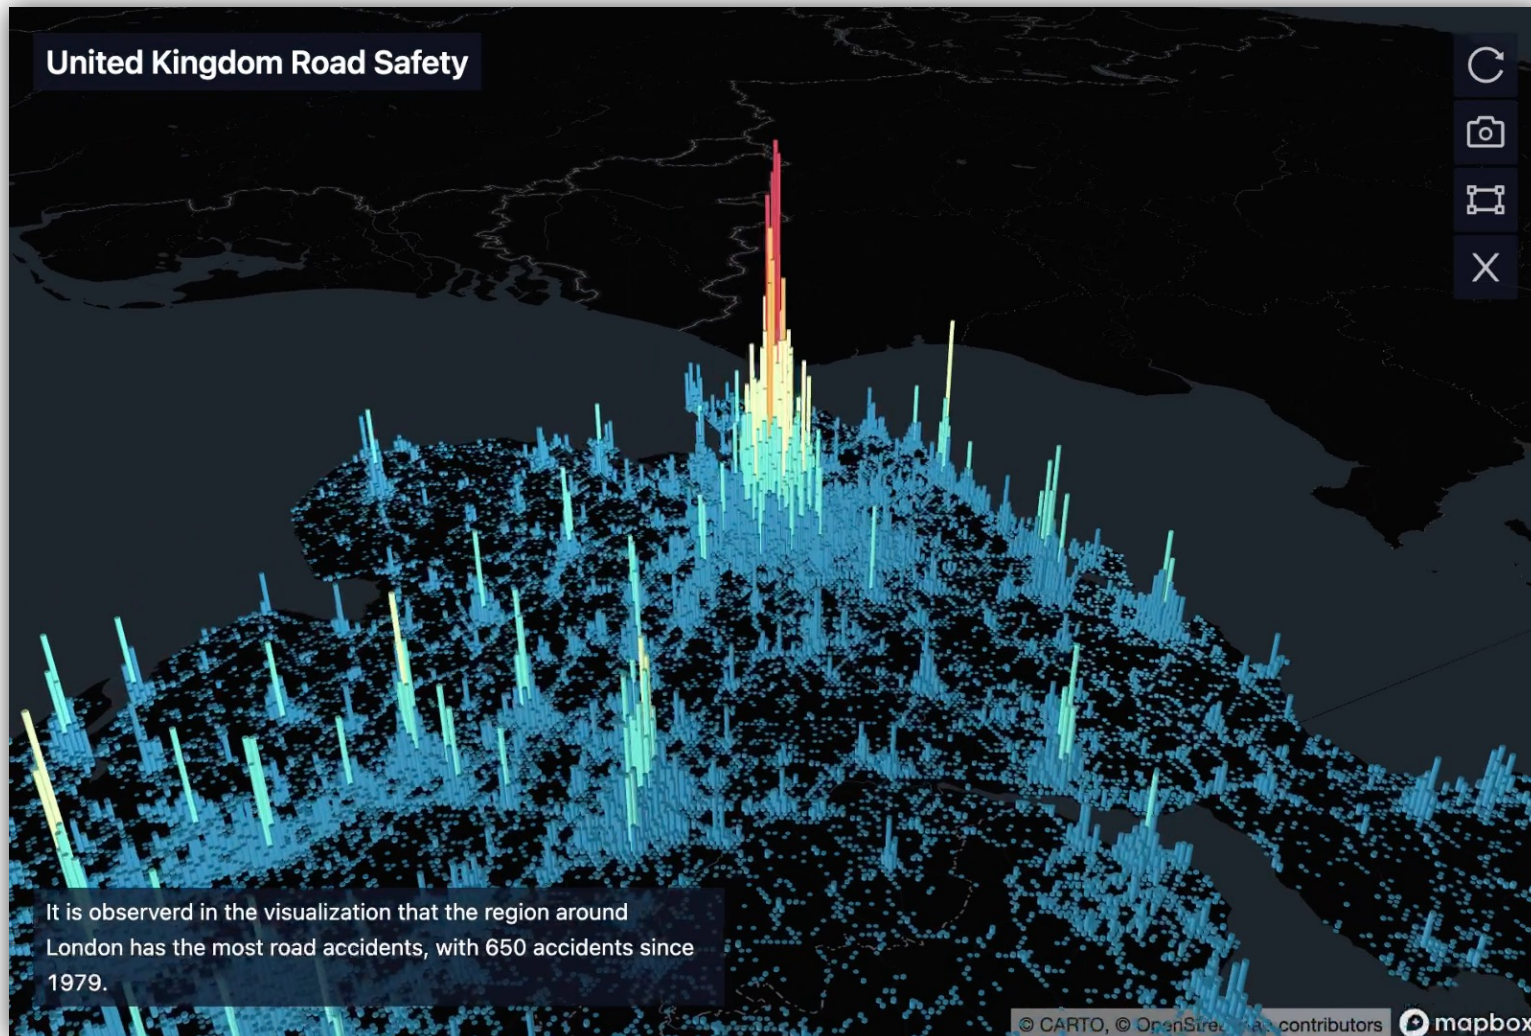 United Kingdom Road Safety
It is observerd in the visualization that the region around
London has the most road accidents, with 650 accidents since
1979.
© CARTO, © OpenStreetMap contributors
mapbox